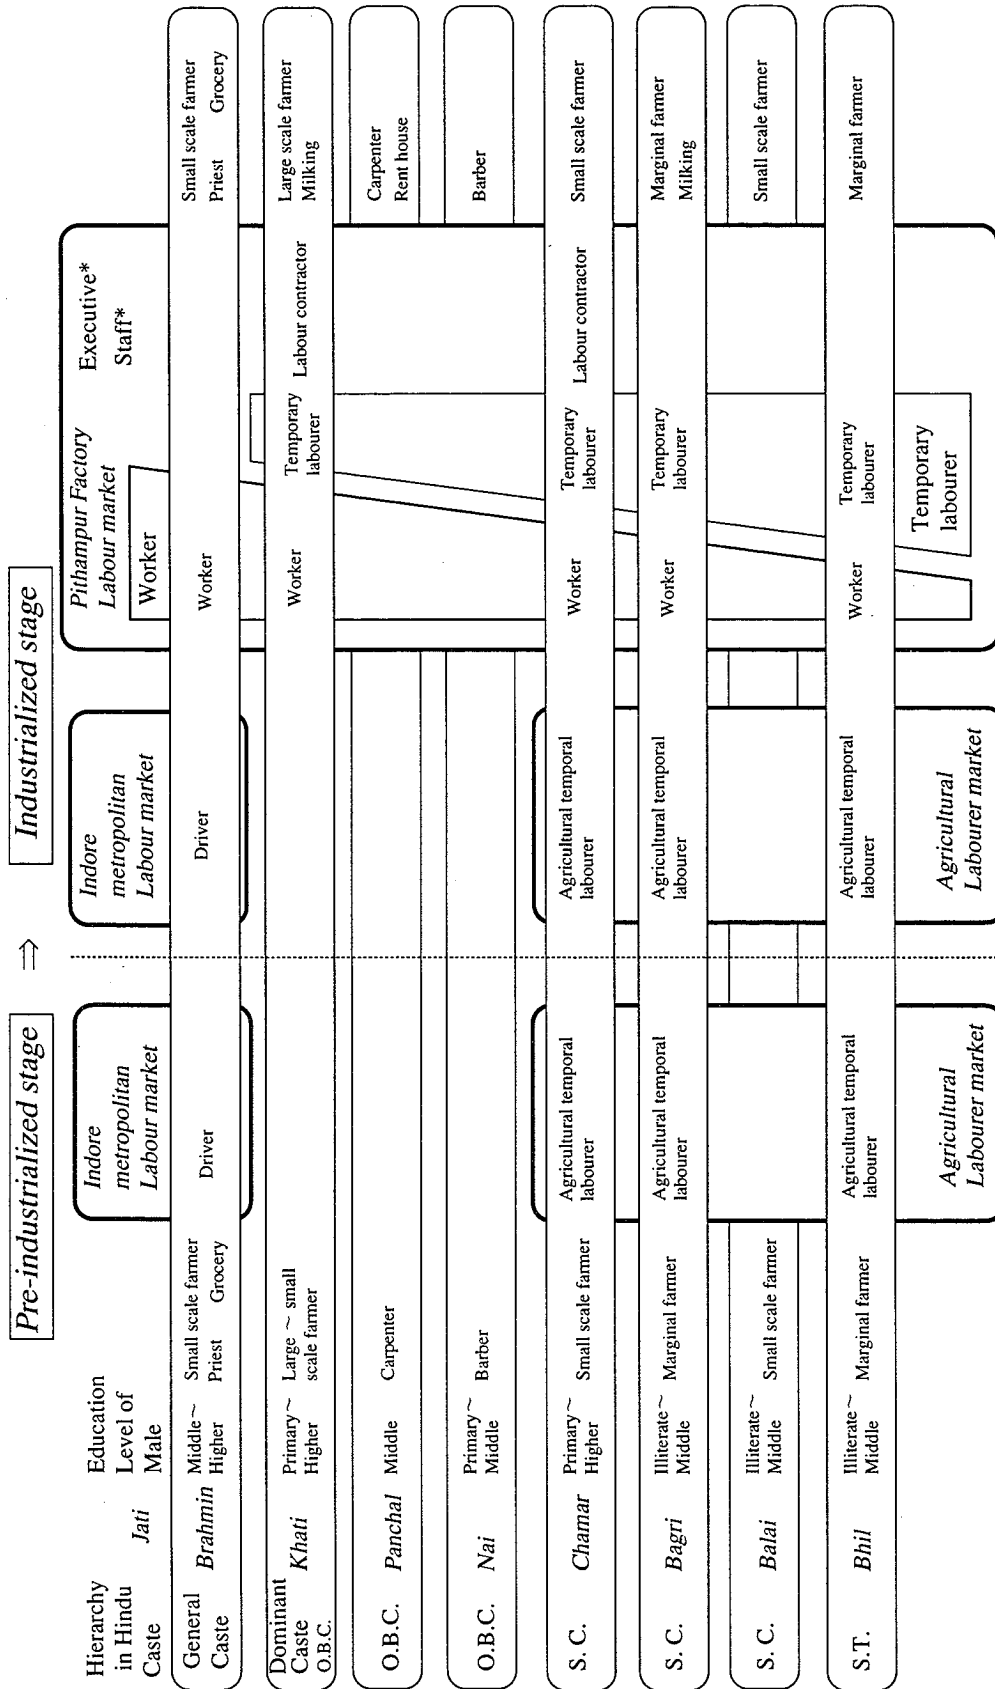 Pre-industrialized stage
⇒
Industrialized stage
Hierarchy
in Hindu
Caste
Jati
Education
Level of
Male
Indore
metropolitan
Labour market
Indore
metropolitan
Labour market
Pithampur Factory
Labour market
Executive*
Staff*
Worker
General
Caste
Brahmin
Middle ~
Higher
Small scale farmer
Priest Grocery
Driver
Driver
Worker
Small scale farmer
Priest Grocery
Dominant
Caste
O.B.C.
Khati
Primary ~
Higher
Large ~ small
scale farmer
Worker
Temporary
labourer
Labour contractor
Large scale farmer
Milking
O.B.C.
Panchal
Middle
Carpenter
Carpenter
Rent house
O.B.C.
Nai
Primary ~
Middle
Barber
Barber
S. C.
Chamar
Primary ~
Higher
Small scale farmer
Agricultural temporal
labourer
Agricultural temporal
labourer
Worker
Temporary
labourer
Labour contractor
Small scale farmer
S. C.
Bagri
Illiterate ~
Middle
Marginal farmer
Agricultural temporal
labourer
Agricultural temporal
labourer
Worker
Temporary
labourer
Marginal farmer
Milking
S. C.
Balai
Illiterate ~
Middle
Small scale farmer
Small scale farmer
S.T.
Bhil
Illiterate ~
Middle
Marginal farmer
Agricultural temporal
labourer
Agricultural temporal
labourer
Worker
Temporary
labourer
Marginal farmer
Agricultural
Labourer market
Agricultural
Labourer market
Temporary
labourer